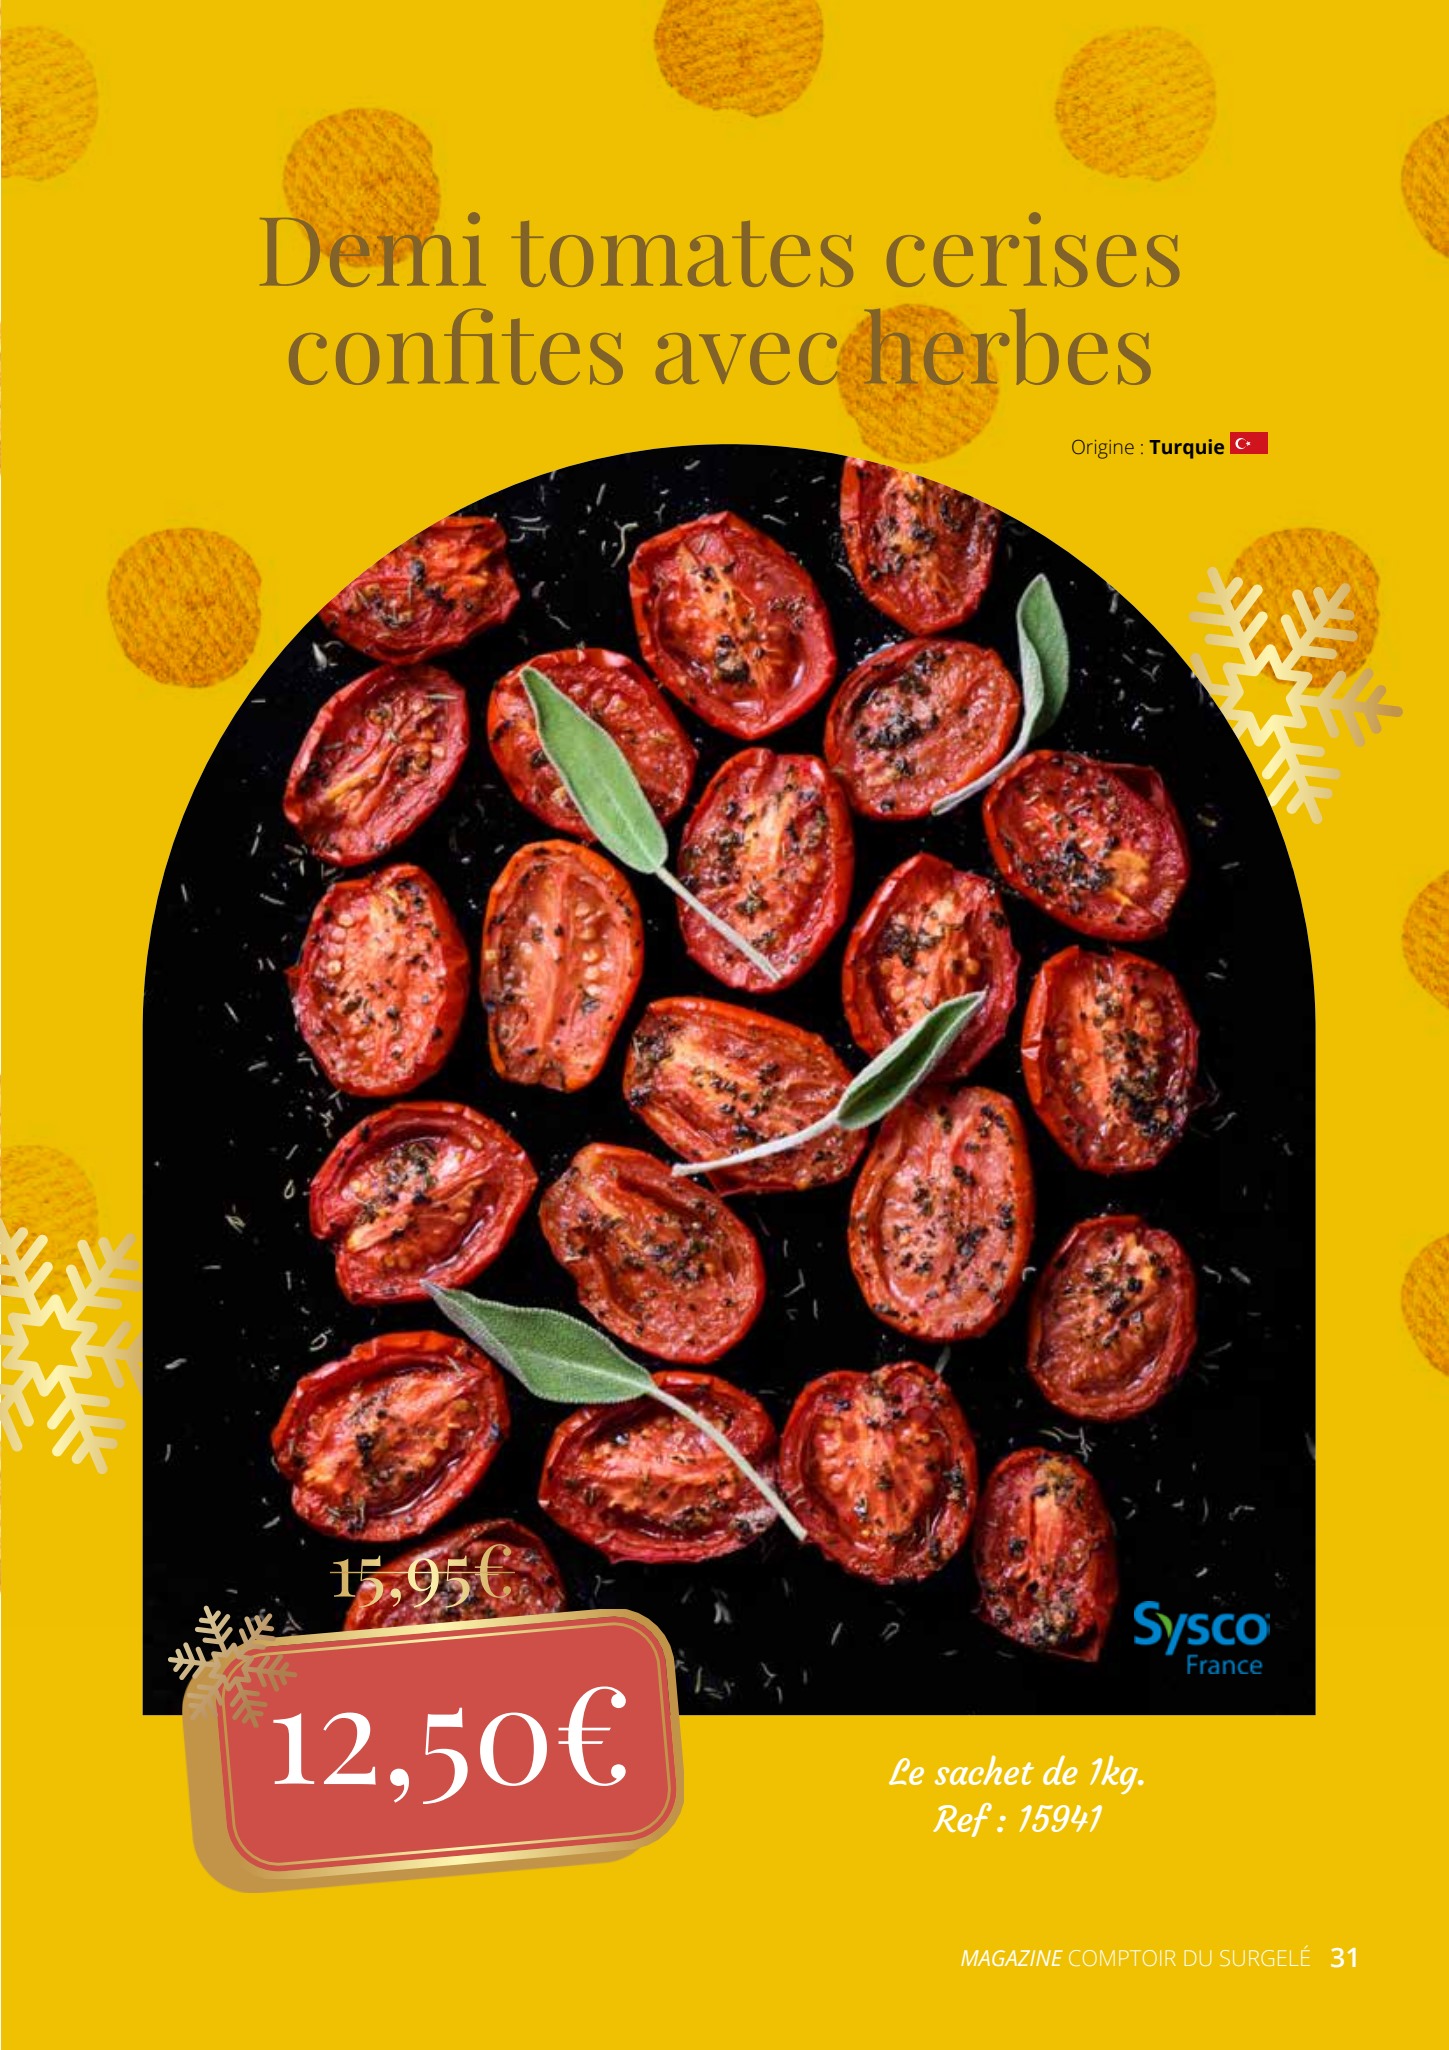 Demi tomates cerises
confites avec herbes
Origine : Turquie
15,95€
Sysco
France
12,50€
Le sachet de 1kg.
Ref : 15941
MAGAZINE COMPTOIR DU SURGELÉ 31